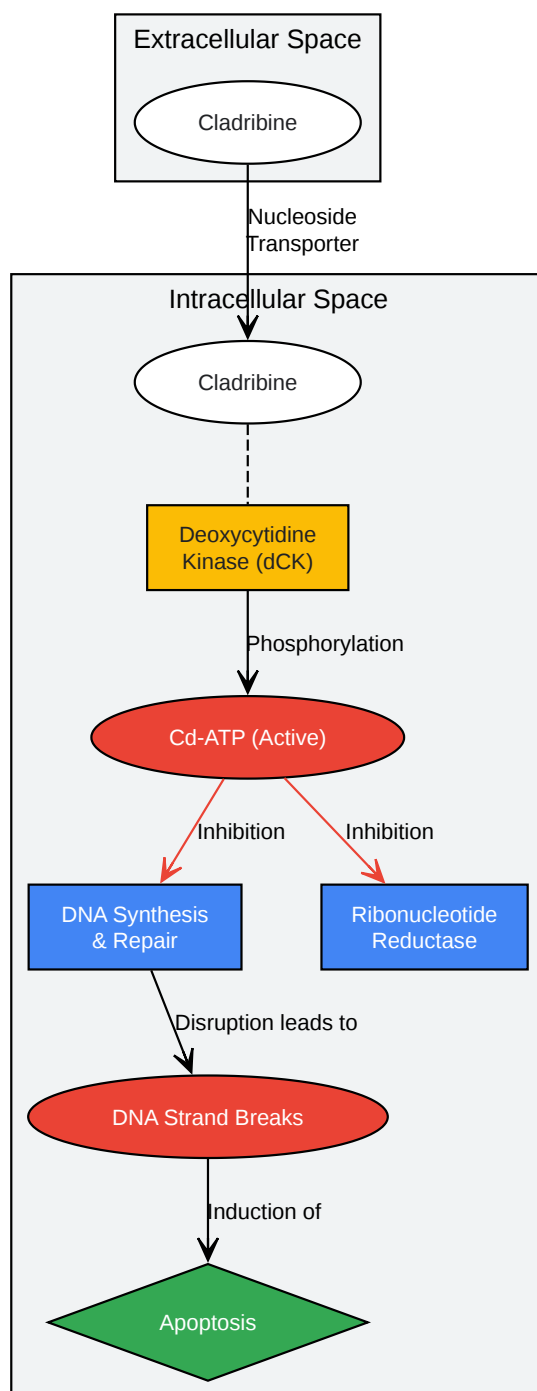 Extracellular Space
Cladribine
Nucleoside
Transporter
Intracellular Space
Cladribine
Deoxycytidine
Kinase (dCK)
Phosphorylation
Cd-ATP (Active)
Inhibition
Inhibition
DNA Synthesis
& Repair
Ribonucleotide
Reductase
Disruption leads to
DNA Strand Breaks
Induction of
Apoptosis